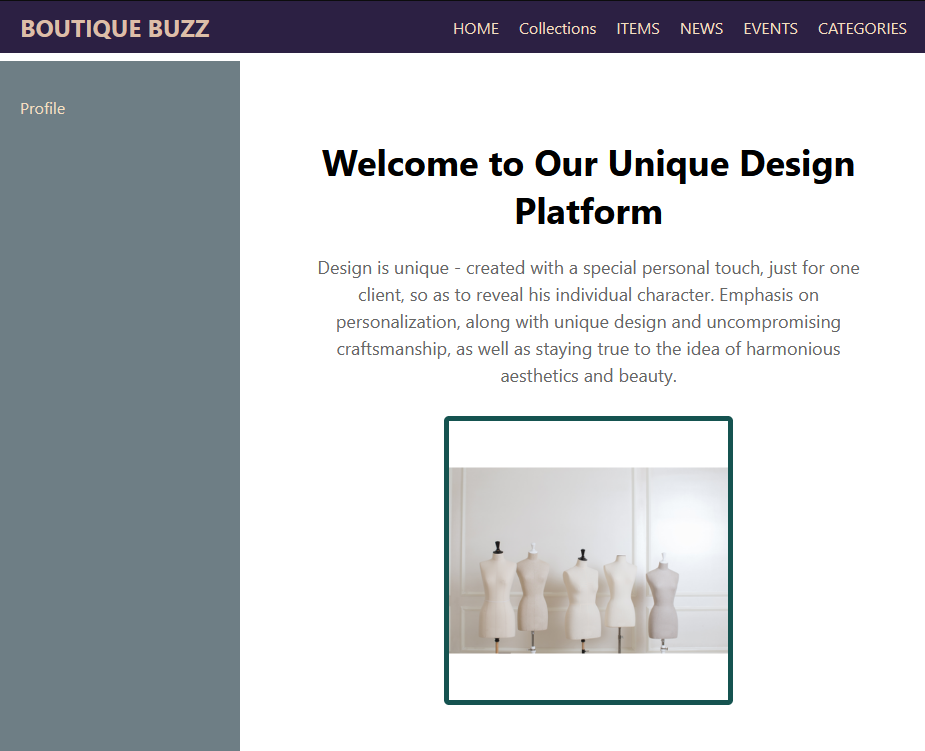 BOUTIQUE BUZZ
HOME Collections ITEMS NEWS EVENTS CATEGORIES
Profile
Welcome to Our Unique Design
Platform
Design is unique - created with a special personal touch, just for one
client, so as to reveal his individual character. Emphasis on
personalization, along with unique design and uncompromising
craftsmanship, as well as staying true to the idea of harmonious
aesthetics and beauty.